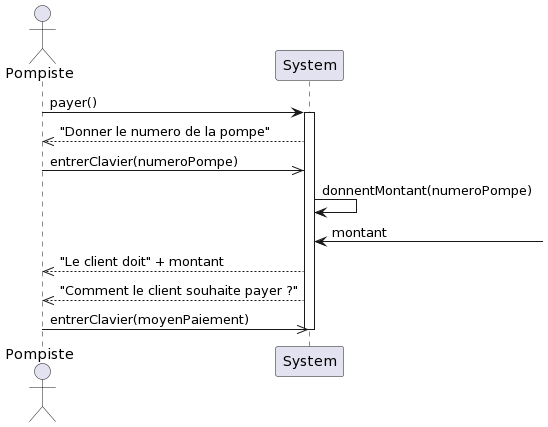 Pompiste
System
payer()
"Donner le numero de la pompe"
entrerClavier(numeroPompe)
donnentMontant(numeroPompe)
montant
"Le client doit" + montant
"Comment le client souhaite payer ?"
entrerClavier(moyenPaiement)
Pompiste
System